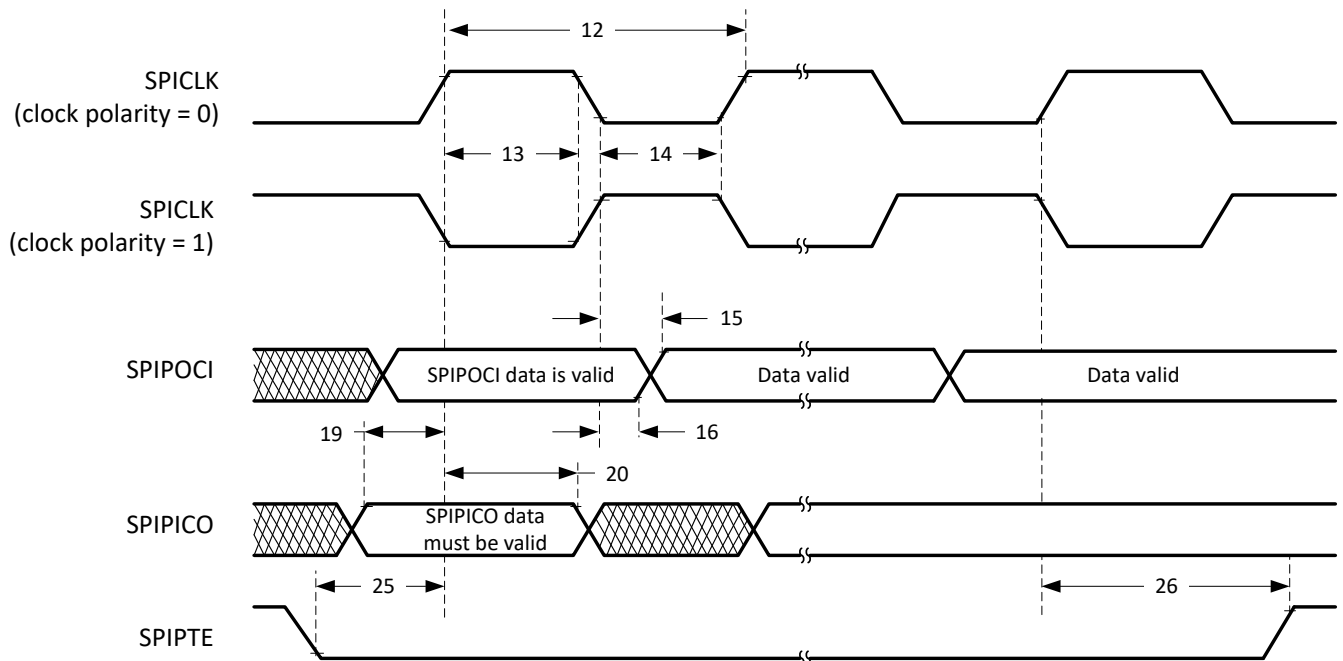 12
SPICLK
(clock polarity = 0)
13
14
SPICLK
(clock polarity = 1)
15
SPIPOCI
SPIPOCI data is valid
Data valid
Data valid
19
16
20
SPIPICO
SPIPICO data
must be valid
25
26
SPIPTE